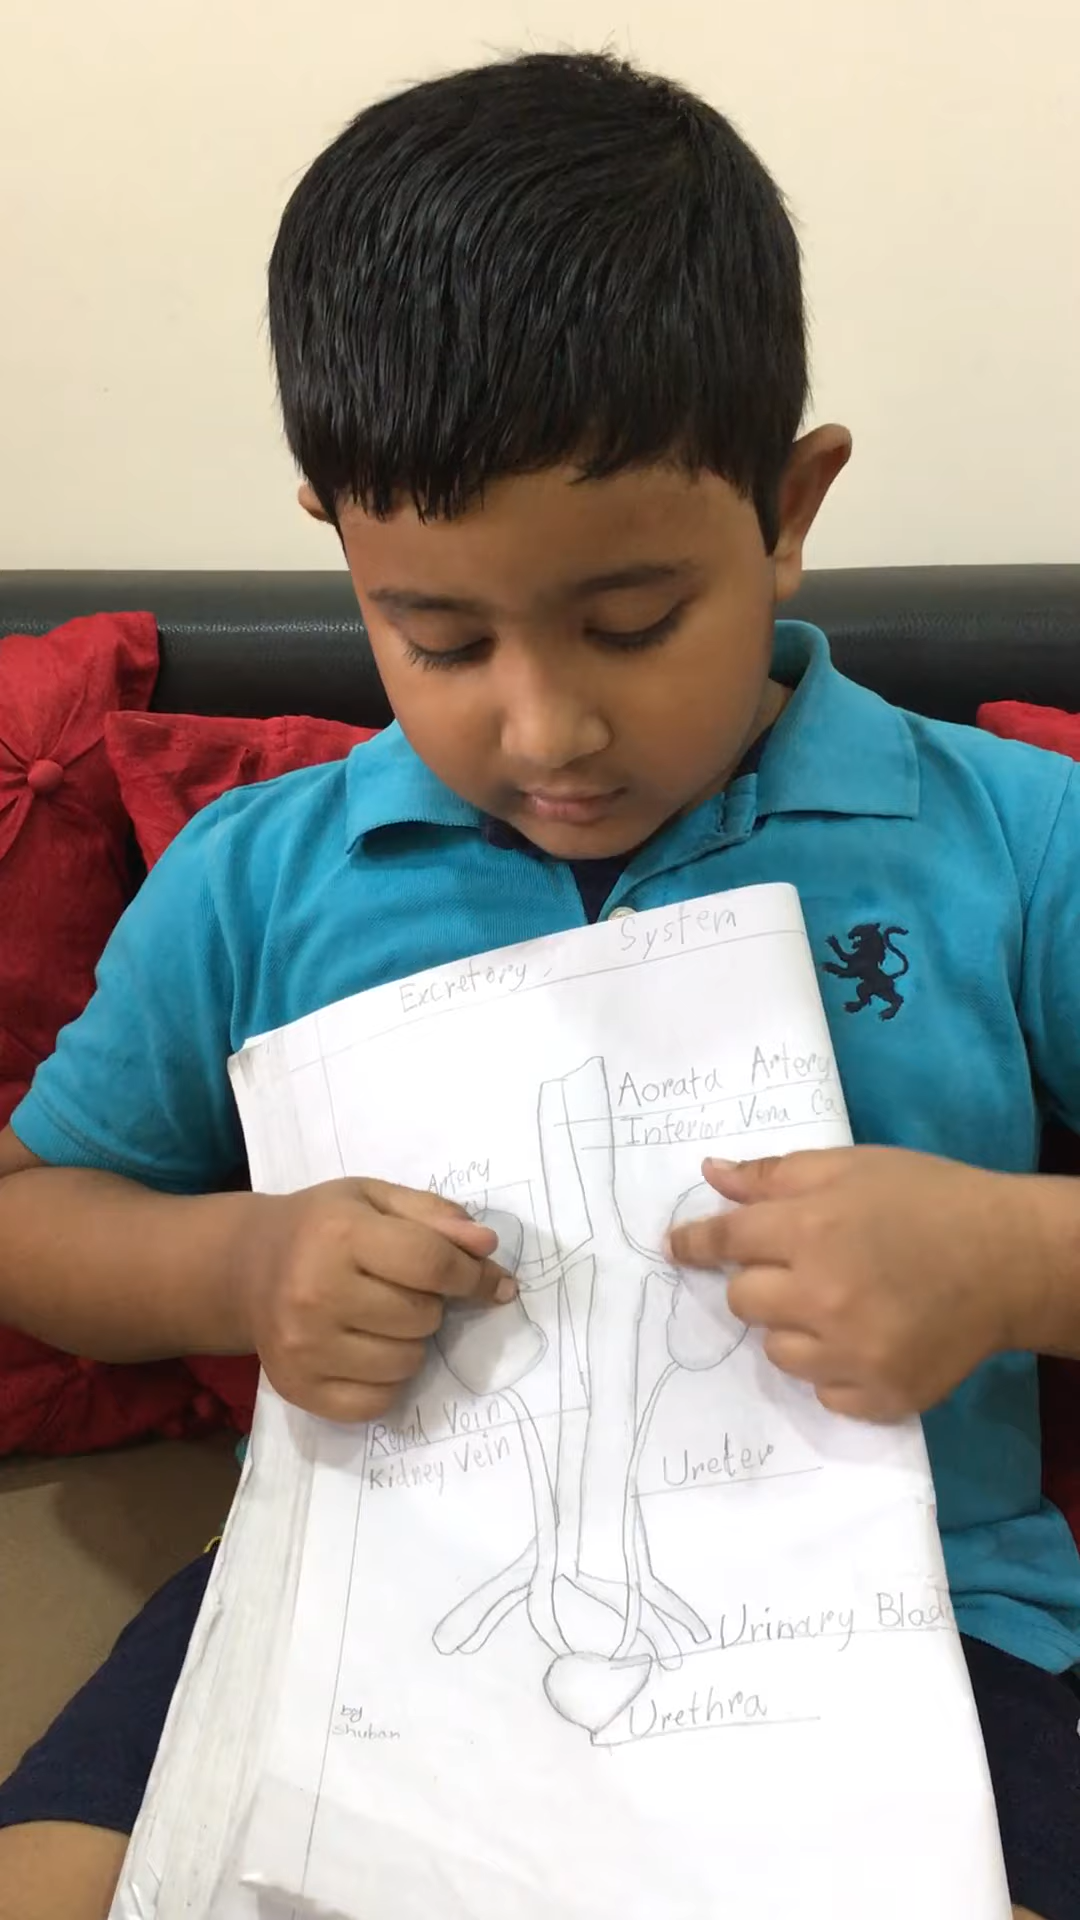 Excretory System
Aorata Artery
Inferior Vena Ca
Artery
Renal Vein
Kidney Vein
Ureter
Urinary Blad
Urethra
by
Shuban